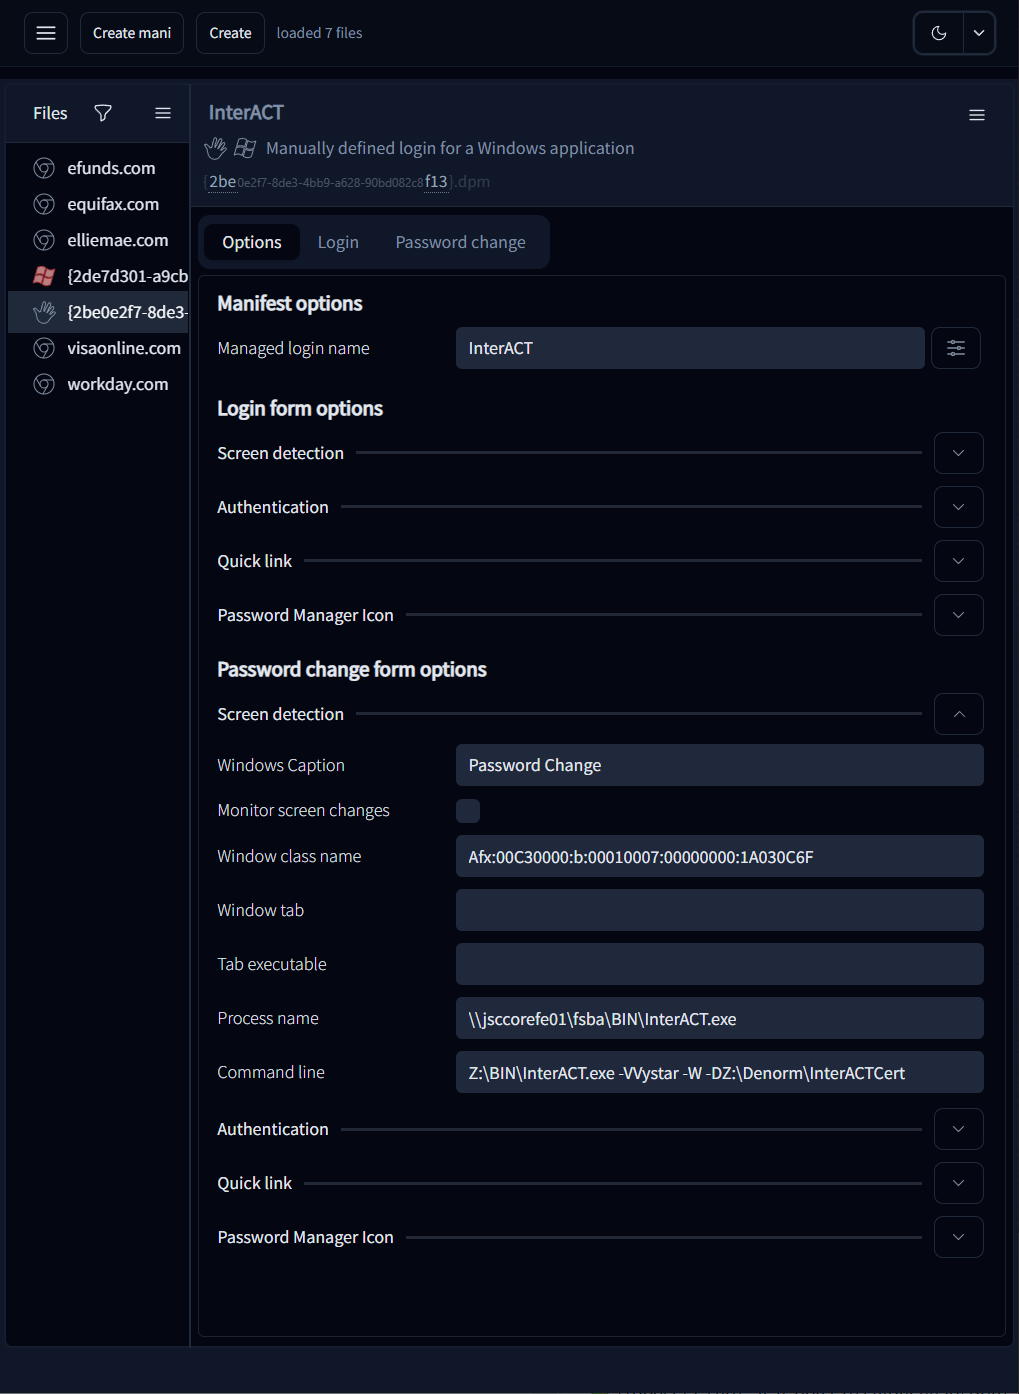 Create mani
Create
loaded 7 files
Files
efunds.com
equifax.com
elliemae.com
{2de7d301-a9cb
{2be0e2f7-8de3-
visaonline.com
workday.com
InterACT
Manually defined login for a Windows application
{2be0e2f7-8de3-4bb9-a628-90bd082c8f13}.dpm
Options
Login
Password change
Manifest options
Managed login name
InterACT
Login form options
Screen detection
Authentication
Quick link
Password Manager Icon
Password change form options
Screen detection
Windows Caption
Password Change
Monitor screen changes
Window class name
Afx:00C30000:b:00010007:00000000:1A030C6F
Window tab
Tab executable
Process name
\\jsccorefe01\fsba\BIN\InterACT.exe
Command line
Z:\BIN\InterACT.exe -VVystar -W -DZ:\Denorm\InterACTCert
Authentication
Quick link
Password Manager Icon